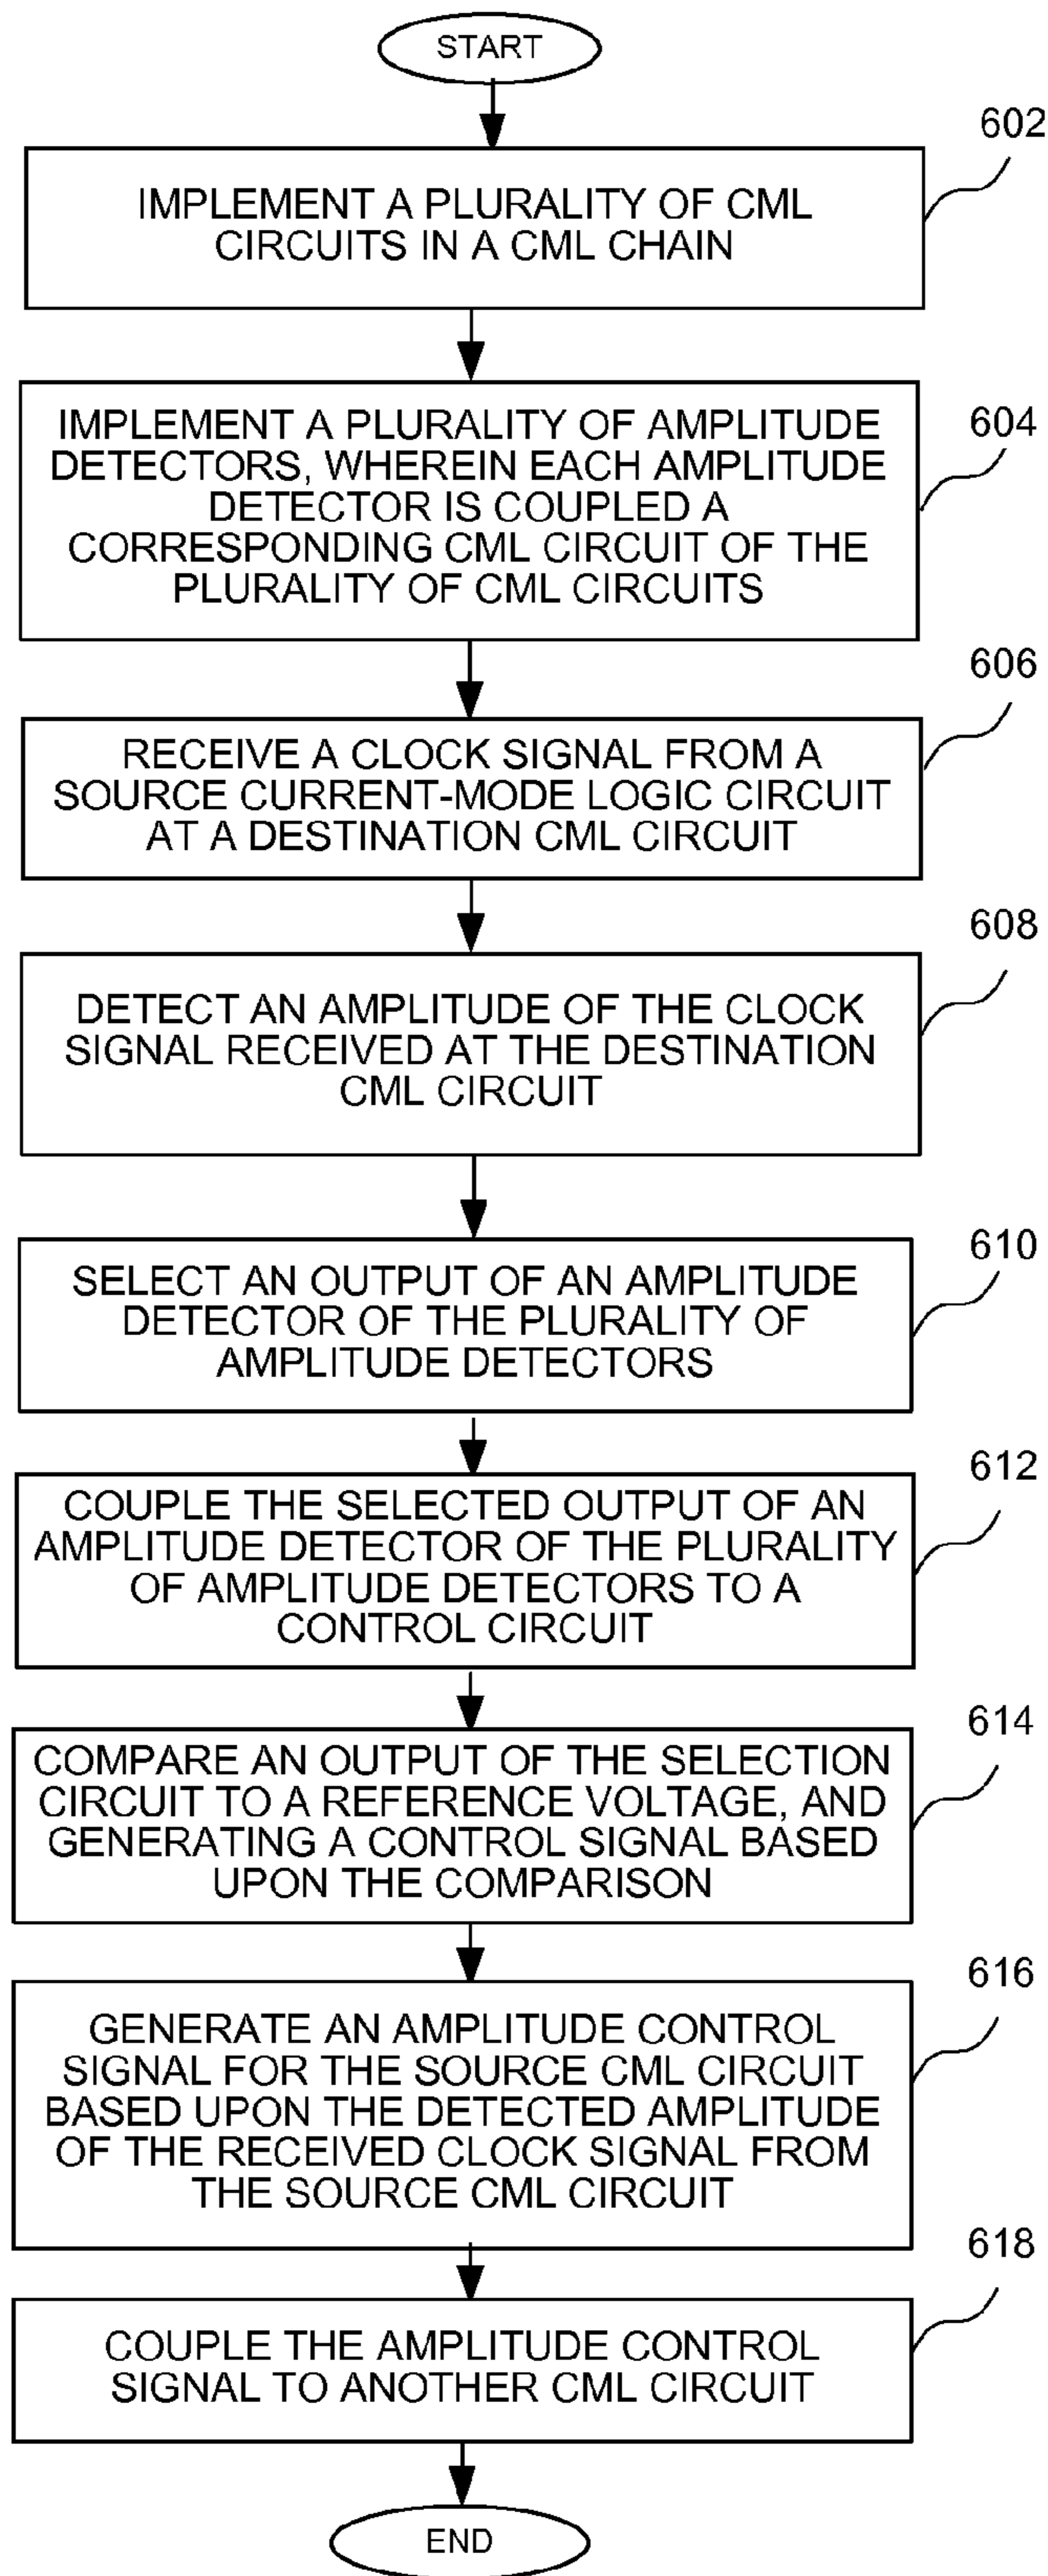 START
602
IMPLEMENT A PLURALITY OF CML
CIRCUITS IN A CML CHAIN
604
IMPLEMENT A PLURALITY OF AMPLITUDE
DETECTORS, WHEREIN EACH AMPLITUDE
DETECTOR IS COUPLED A
CORRESPONDING CML CIRCUIT OF THE
PLURALITY OF CML CIRCUITS
606
RECEIVE A CLOCK SIGNAL FROM A
SOURCE CURRENT-MODE LOGIC CIRCUIT
AT A DESTINATION CML CIRCUIT
608
DETECT AN AMPLITUDE OF THE CLOCK
SIGNAL RECEIVED AT THE DESTINATION
CML CIRCUIT
610
SELECT AN OUTPUT OF AN AMPLITUDE
DETECTOR OF THE PLURALITY OF
AMPLITUDE DETECTORS
612
COUPLE THE SELECTED OUTPUT OF AN
AMPLITUDE DETECTOR OF THE PLURALITY
OF AMPLITUDE DETECTORS TO A
CONTROL CIRCUIT
614
COMPARE AN OUTPUT OF THE SELECTION
CIRCUIT TO A REFERENCE VOLTAGE, AND
GENERATING A CONTROL SIGNAL BASED
UPON THE COMPARISON
616
GENERATE AN AMPLITUDE CONTROL
SIGNAL FOR THE SOURCE CML CIRCUIT
BASED UPON THE DETECTED AMPLITUDE
OF THE RECEIVED CLOCK SIGNAL FROM
THE SOURCE CML CIRCUIT
618
COUPLE THE AMPLITUDE CONTROL
SIGNAL TO ANOTHER CML CIRCUIT
END